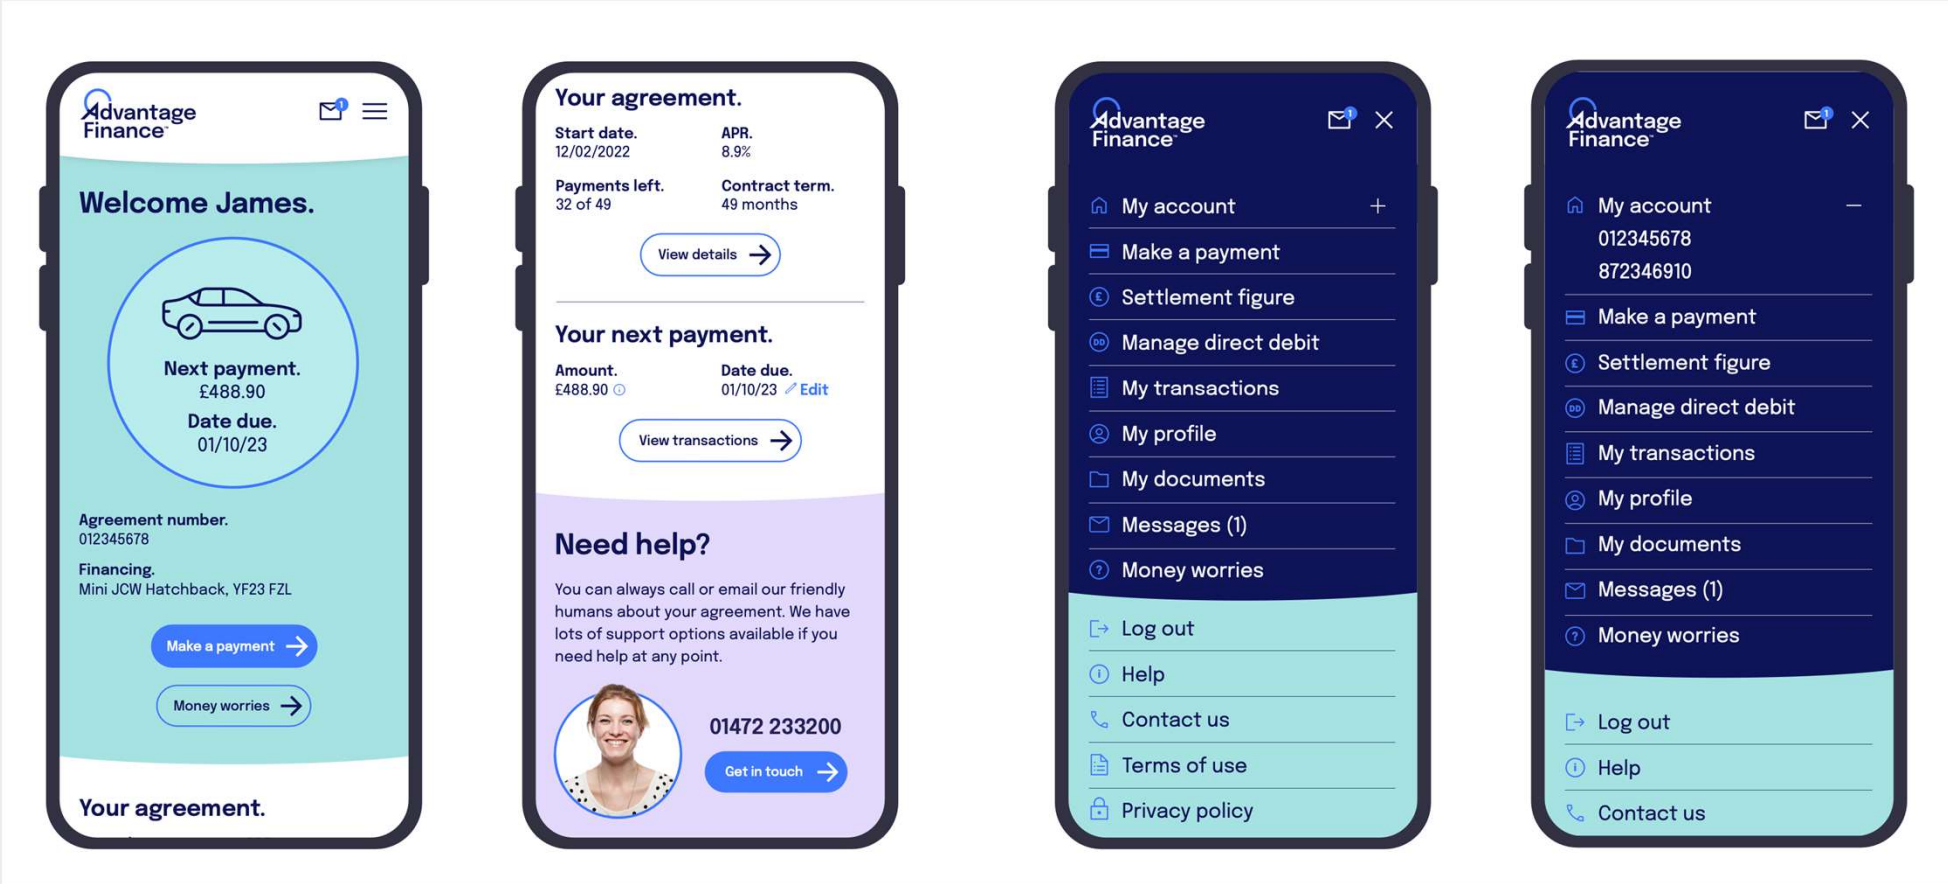 Advantage
Finance™
1
Welcome James.
Next payment.
£488.90
Date due.
01/10/23
Agreement number.
012345678
Financing.
Mini JCW Hatchback, YF23 FZL
Make a payment
Money worries
Your agreement.
Your agreement.
Start date.
12/02/2022
APR.
8.9%
Payments left.
32 of 49
Contract term.
49 months
View details
Your next payment.
Amount.
£488.90
Date due.
01/10/23 Edit
View transactions
Need help?
You can always call or email our friendly
humans about your agreement. We have
lots of support options available if you
need help at any point.
01472 233200
Get in touch
Advantage
Finance™
1
My account
Make a payment
£ Settlement figure
DD Manage direct debit
My transactions
My profile
My documents
Messages (1)
? Money worries
Log out
Help
Contact us
Terms of use
Privacy policy
Advantage
Finance™
1
My account
012345678
872346910
Make a payment
£ Settlement figure
DD Manage direct debit
My transactions
My profile
My documents
Messages (1)
? Money worries
Log out
Help
Contact us